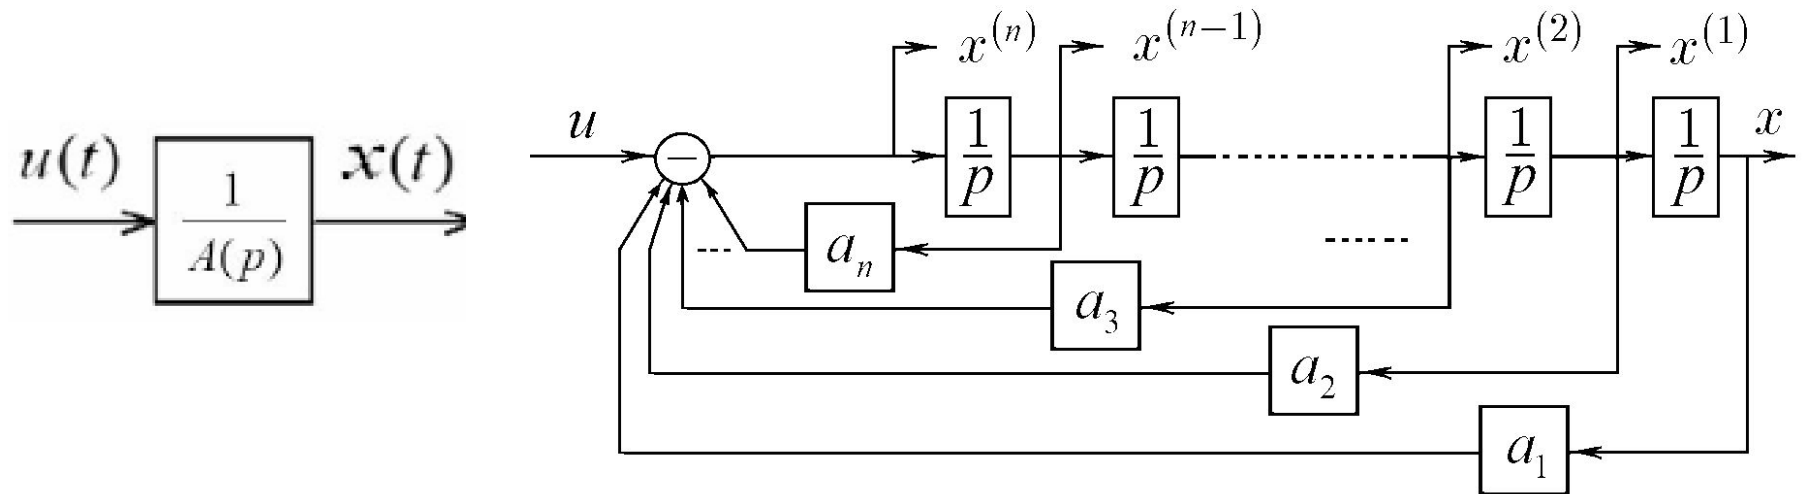 u(t)
1
A(p)
x(t)
x^(n)
x^(n−1)
x^(2)
x^(1)
u
−
1
p
1
p
1
p
1
p
x
a_n
a_3
a_2
a_1